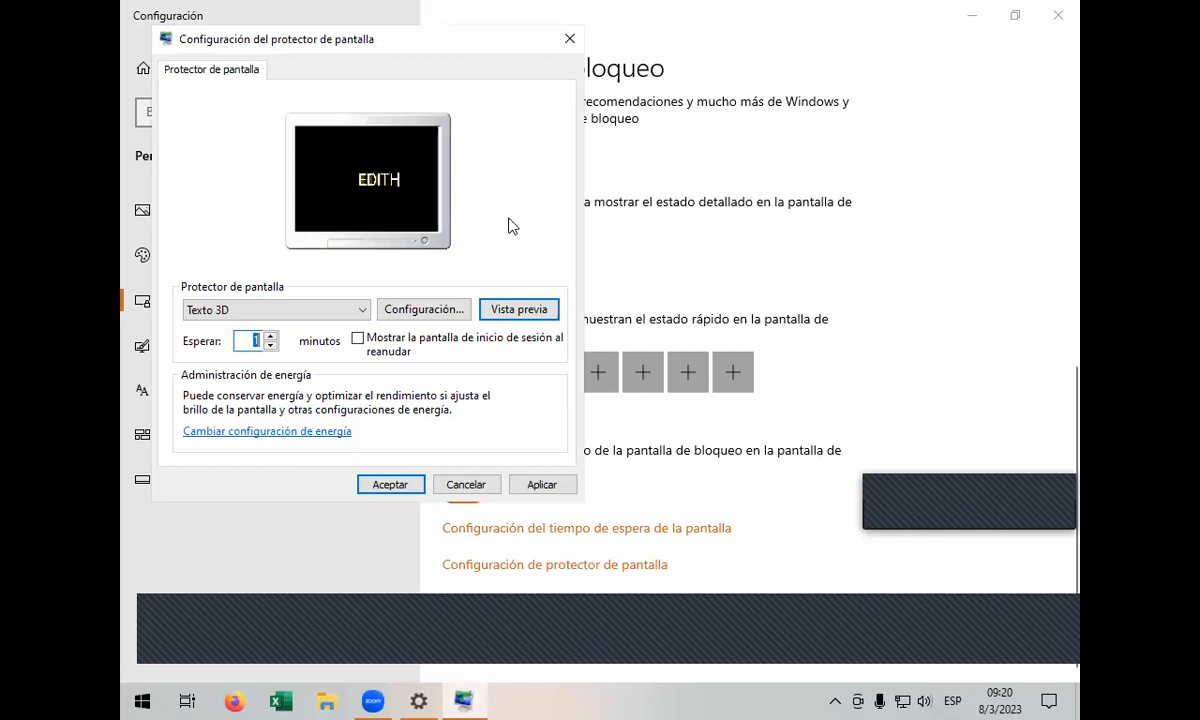 Configuración
Configuración del protector de pantalla
Protector de pantalla
bloqueo
recomendaciones y mucho más de Windows y
e bloqueo
Per
EDITH
a mostrar el estado detallado en la pantalla de
Protector de pantalla
Texto 3D
Configuración...
Vista previa
uestran el estado rápido en la pantalla de
Esperar:
1
minutos
Mostrar la pantalla de inicio de sesión al
reanudar
Administración de energía
Puede conservar energía y optimizar el rendimiento si ajusta el
brillo de la pantalla y otras configuraciones de energía.
Cambiar configuración de energía
o de la pantalla de bloqueo en la pantalla de
Aceptar
Cancelar
Aplicar
Configuración del tiempo de espera de la pantalla
Configuración de protector de pantalla
zoom
ESP
09:20
8/3/2023